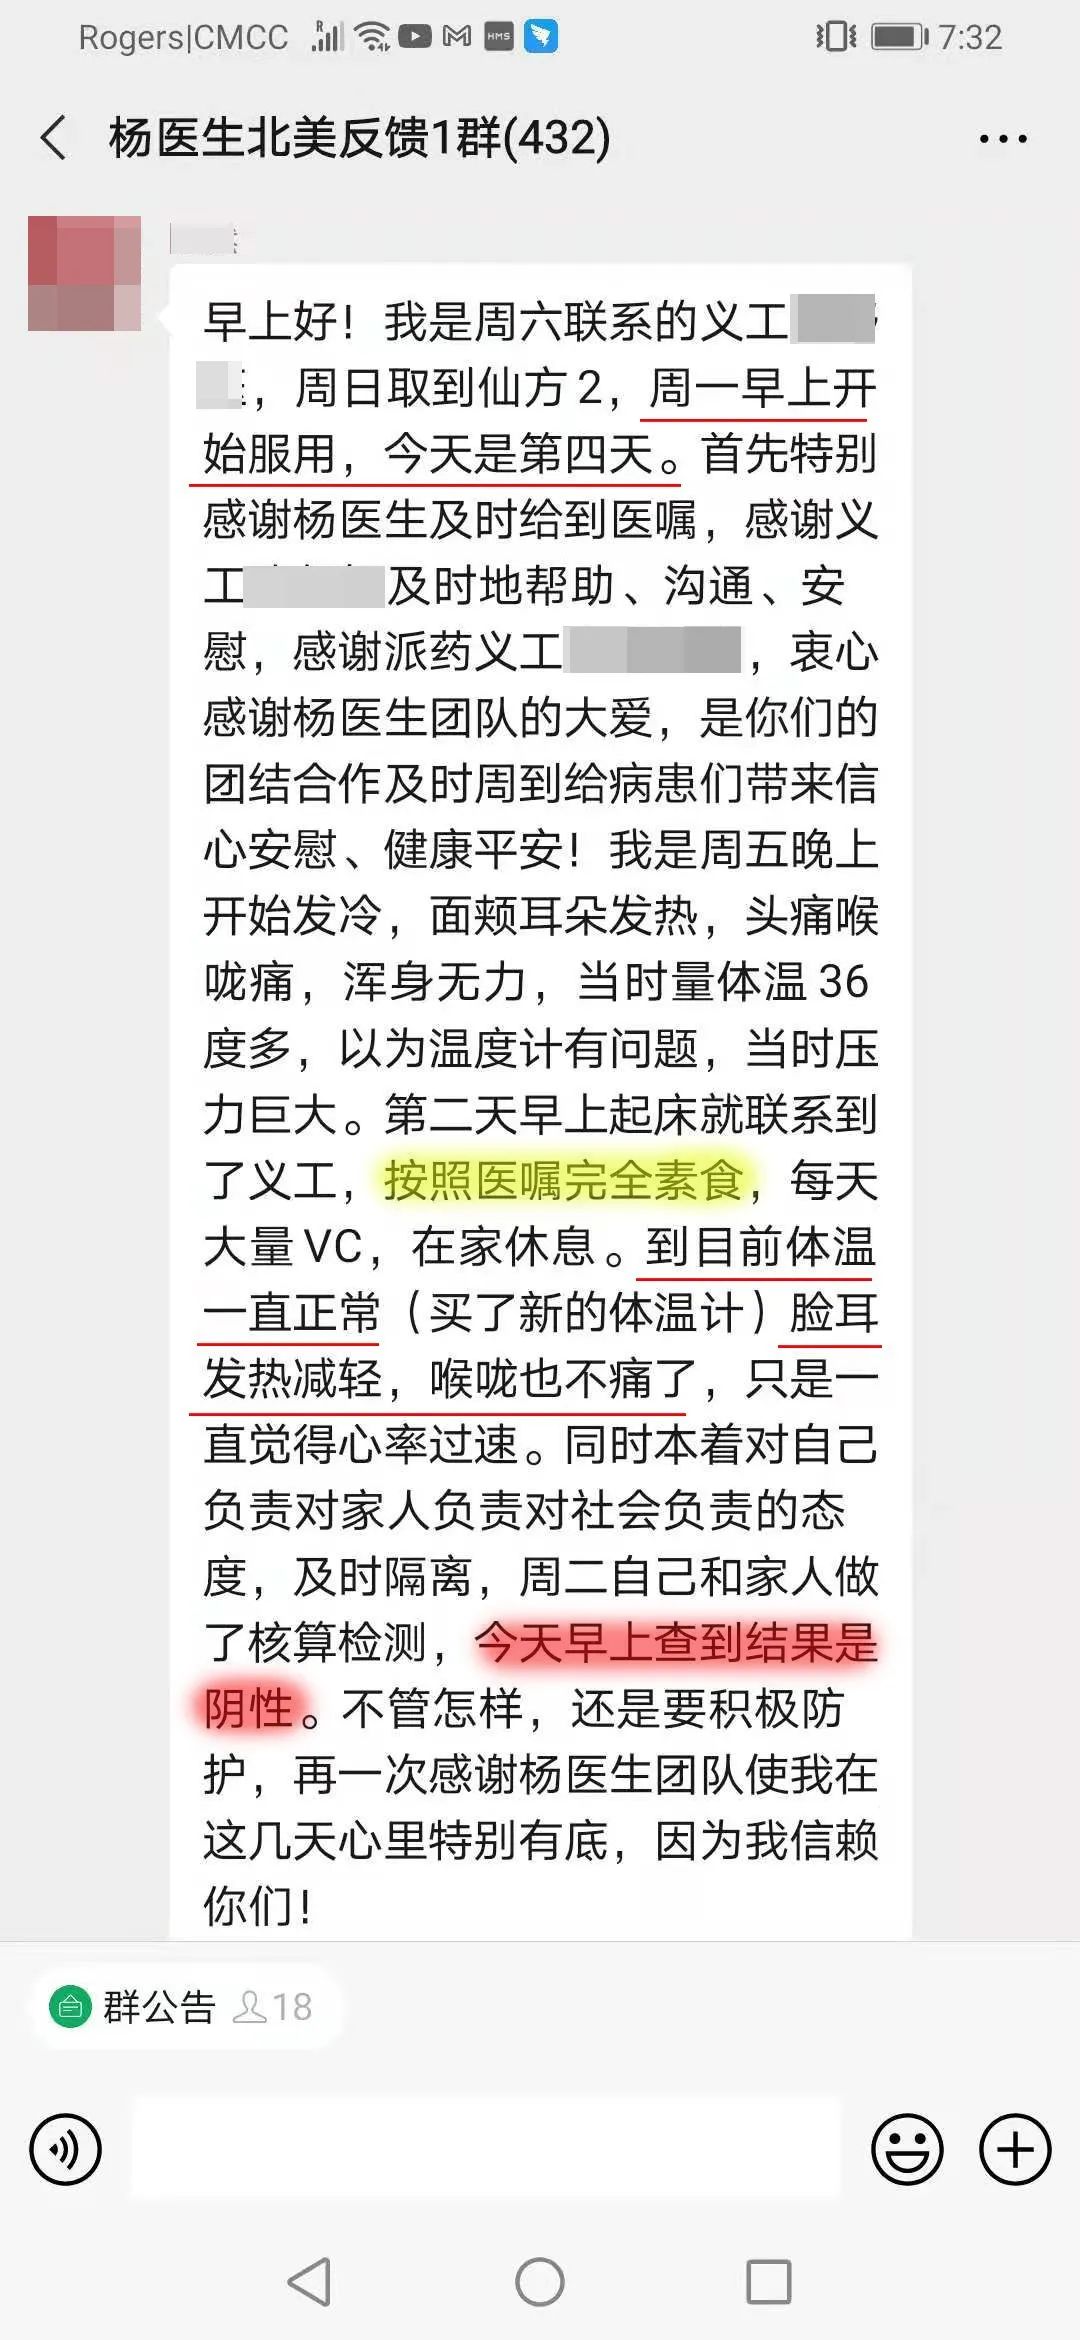 Rogers|CMCC
R
HMS
7:32
杨医生北美反馈1群(432)
早上好！我是周六联系的义工
，周日取到仙方2，周一早上开
始服用，今天是第四天。首先特别
感谢杨医生及时给到医嘱，感谢义
工及时地帮助、沟通、安
慰，感谢派药义工，衷心
感谢杨医生团队的大爱，是你们的
团结合作及时周到给病患们带来信
心安慰、健康平安！我是周五晚上
开始发冷，面颊耳朵发热，头痛喉
咙痛，浑身无力，当时量体温36
度多，以为温度计有问题，当时压
力巨大。第二天早上起床就联系到
了义工，按照医嘱完全素食，每天
大量VC，在家休息。到目前体温
一直正常（买了新的体温计）脸耳
发热减轻，喉咙也不痛了，只是一
直觉得心率过速。同时本着对自己
负责对家人负责对社会负责的态
度，及时隔离，周二自己和家人做
了核算检测，今天早上查到结果是
阴性。不管怎样，还是要积极防
护，再一次感谢杨医生团队使我在
这几天心里特别有底，因为我信赖
你们！
群公告 18